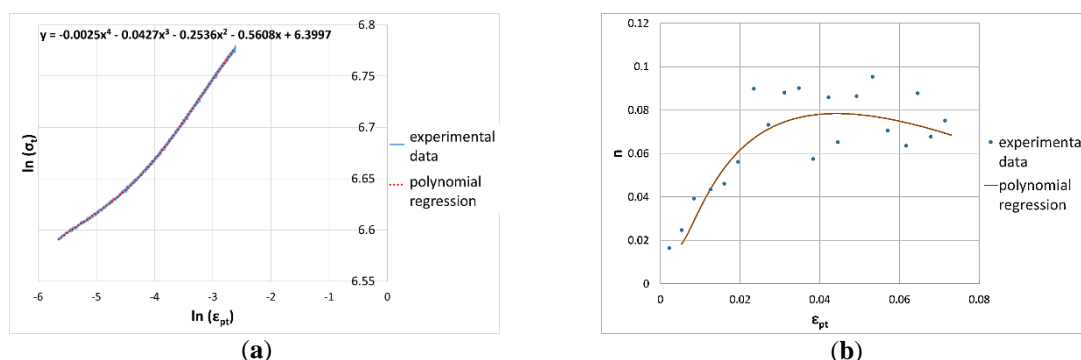 y = -0.0025x⁴ - 0.0427x³ - 0.2536x² - 0.5608x + 6.3997
6.8
6.75
6.7
6.65
6.6
6.55
ln (σt)
-6 -5 -4 -3 -2 -1 0
ln (εpt)
experimental
data
polynomial
regression
(a)
0.12
0.1
0.08
0.06
0.04
0.02
0
n
0 0.02 0.04 0.06 0.08
εpt
experimenta
data
polynomial
regression
(b)